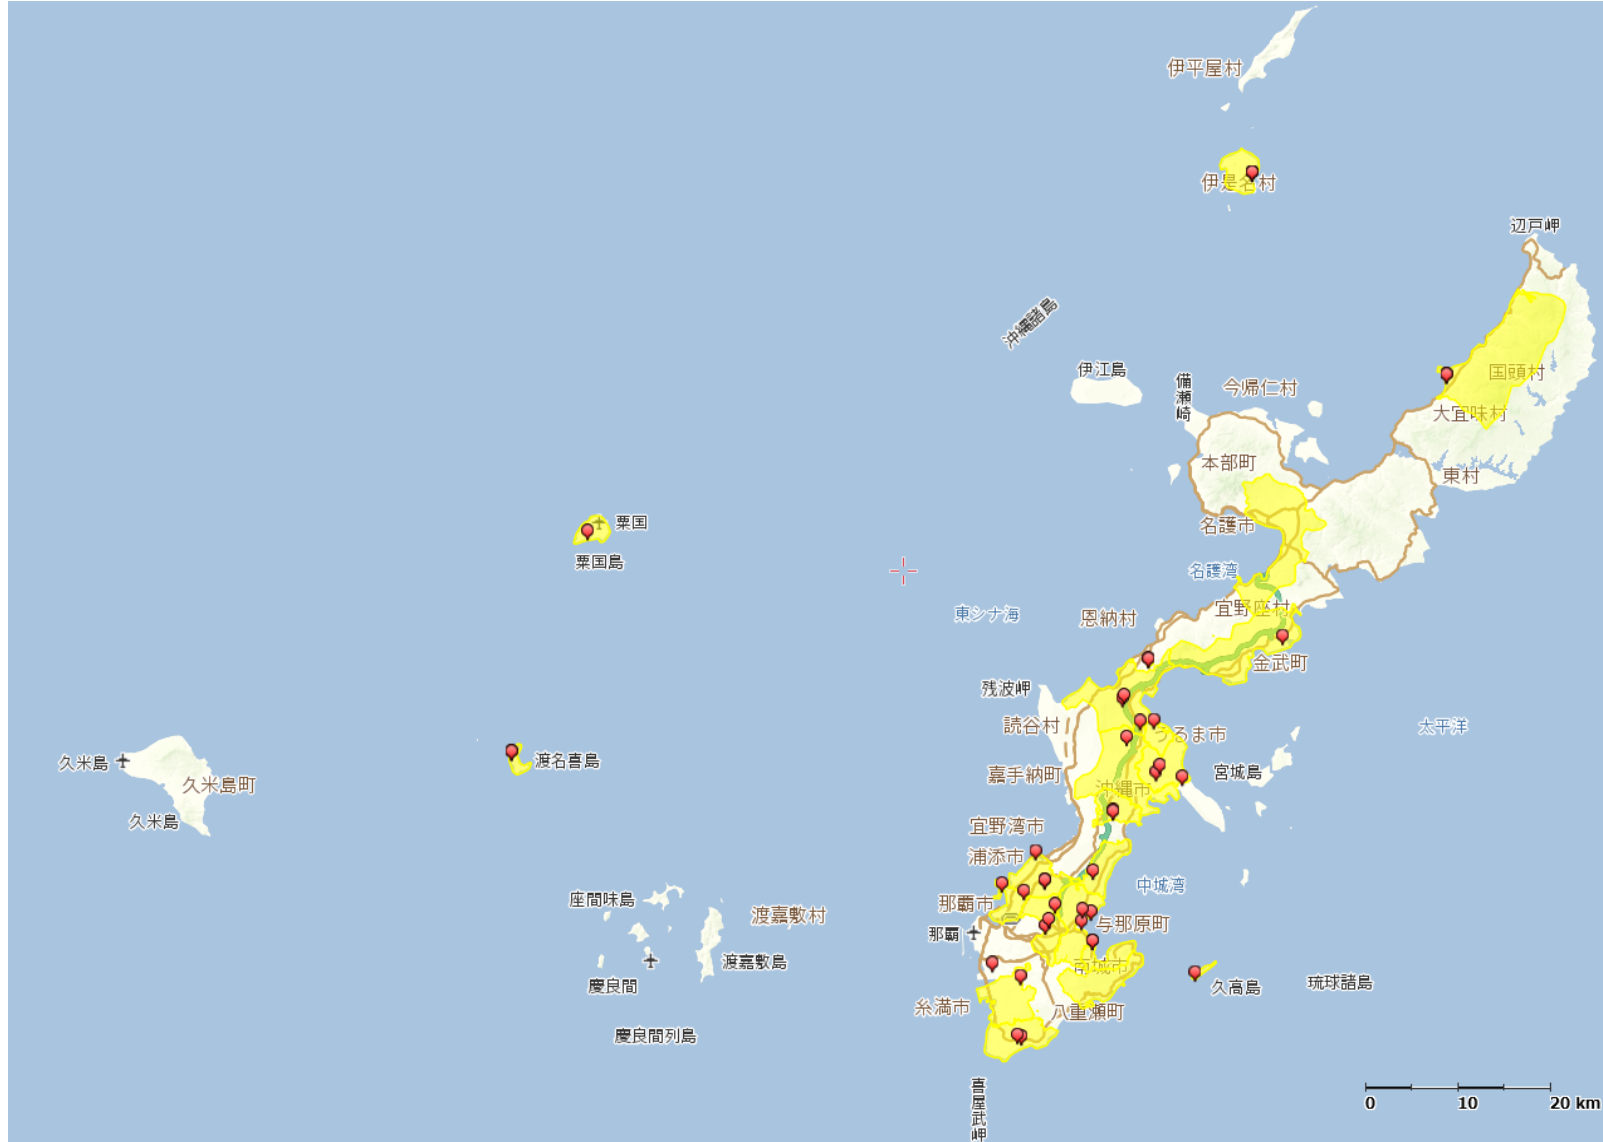 伊平屋村
伊是名村
辺戸岬
沖縄諸島
伊江島
備瀬崎
今帰仁村
国頭村
大宜味村
本部町
東村
粟国
名護市
粟国島
名護湾
東シナ海
恩納村
宜野座村
金武町
残波岬
読谷村
うるま市
太平洋
久米島
渡名喜島
久米島町
嘉手納町
宮城島
沖縄市
久米島
宜野湾市
浦添市
中城湾
座間味島
那覇市
渡嘉敷村
与那原町
那覇
渡嘉敷島
南城市
慶良間
久高島
琉球諸島
糸満市
八重瀬町
慶良間列島
喜屋武岬
0 10 20 km